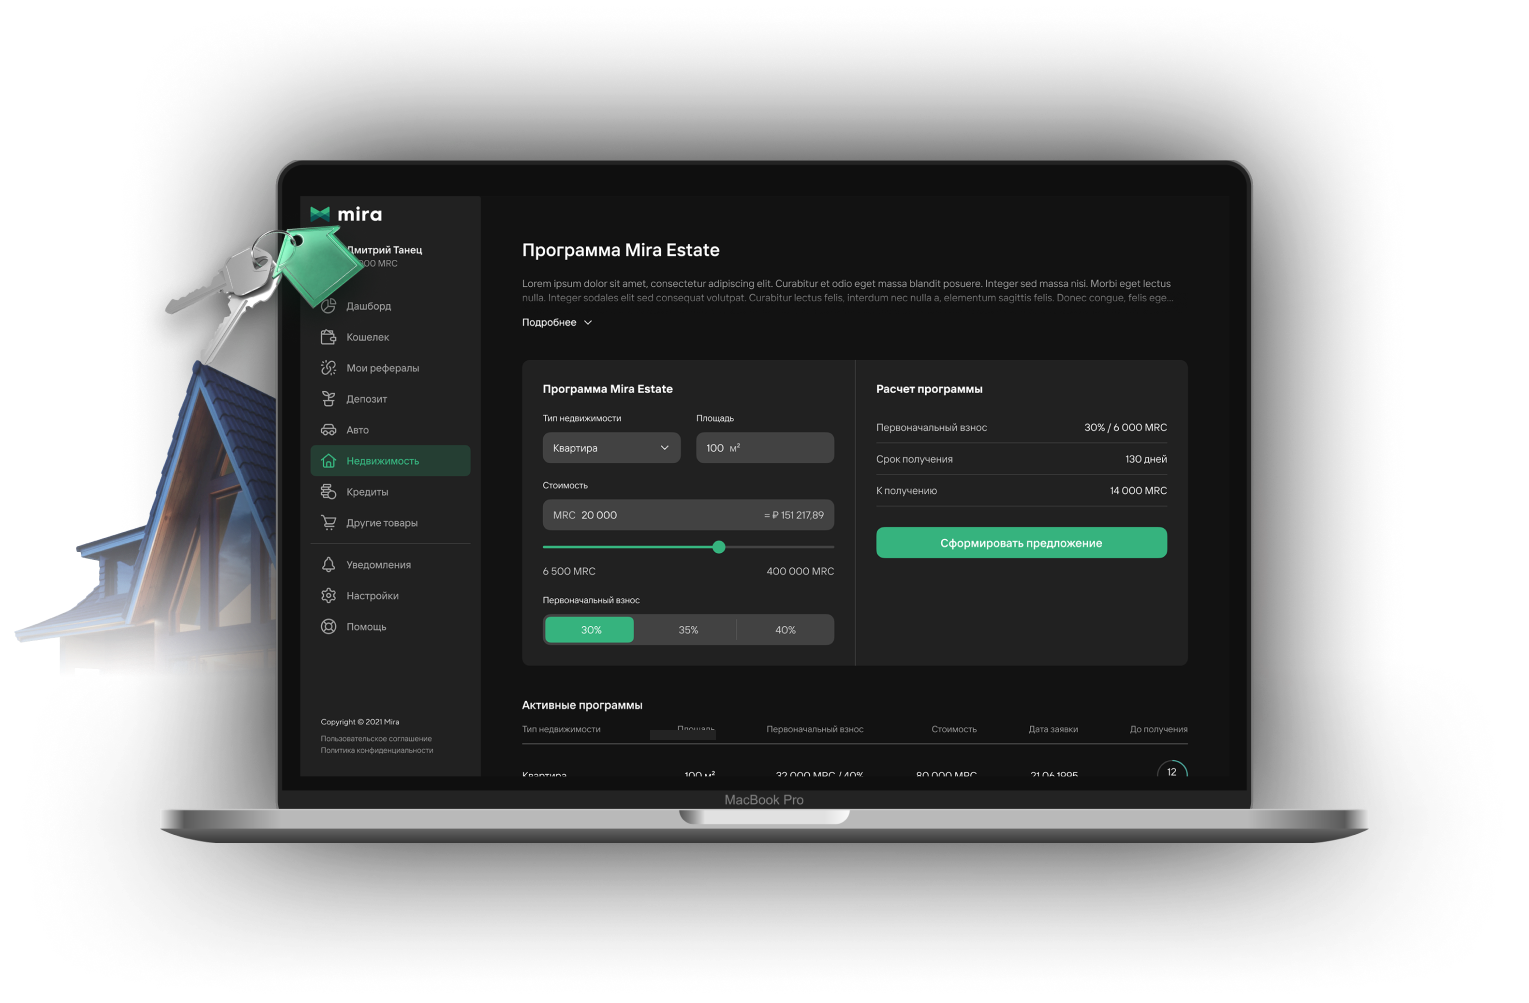 mira
Дмитрий Танец
000 MRC
Дашборд
Кошелек
Мои рефералы
Депозит
Авто
Недвижимость
Кредиты
Другие товары
Уведомления
Настройки
Помощь
Copyright © 2021 Mira
Пользовательское соглашение
Политика конфиденциальности
Программа Mira Estate
Lorem ipsum dolor sit amet, consectetur adipiscing elit. Curabitur et odio eget massa blandit posuere. Integer sed massa nisi. Morbi eget lectus
nulla. Integer sodales elit sed consequat volutpat. Curabitur lectus felis, interdum nec nulla a, elementum sagittis felis. Donec congue, felis ege...
Подробнее
Программа Mira Estate
Тип недвижимости Площадь
Квартира 100 м²
Стоимость
MRC 20 000 = ₽ 151 217,89
6 500 MRC 400 000 MRC
Первоначальный взнос
30% 35% 40%
Расчет программы
Первоначальный взнос 30% / 6 000 MRC
Срок получения 130 дней
К получению 14 000 MRC
Сформировать предложение
Активные программы
Тип недвижимости Площадь Первоначальный взнос Стоимость Дата заявки До получения
Квартира 100 м² 32 000 MRC / 40% 80 000 MRC 21.06.1995 12
MacBook Pro